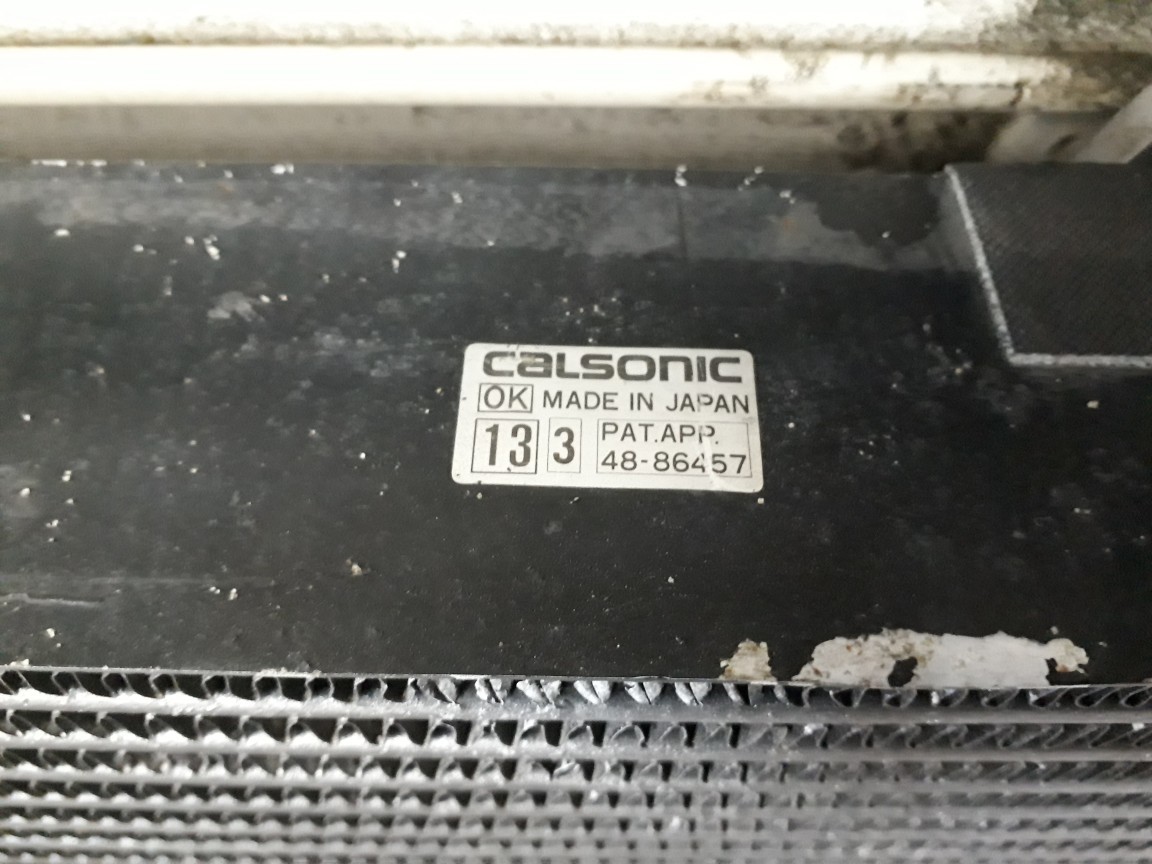 CALSONIC
OK MADE IN JAPAN
13 3 PAT.APP.
48-86457